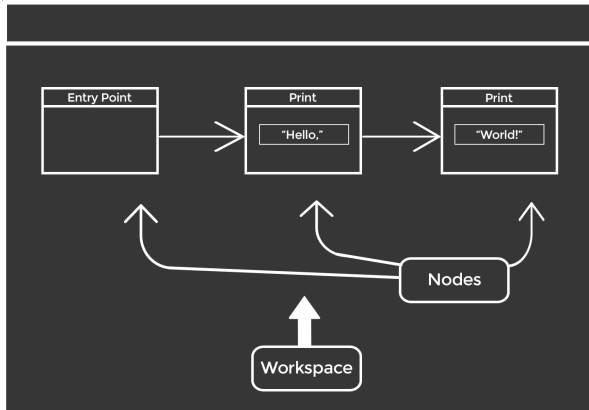 Entry Point
Print
Print
"Hello,"
"World!"
Nodes
Workspace